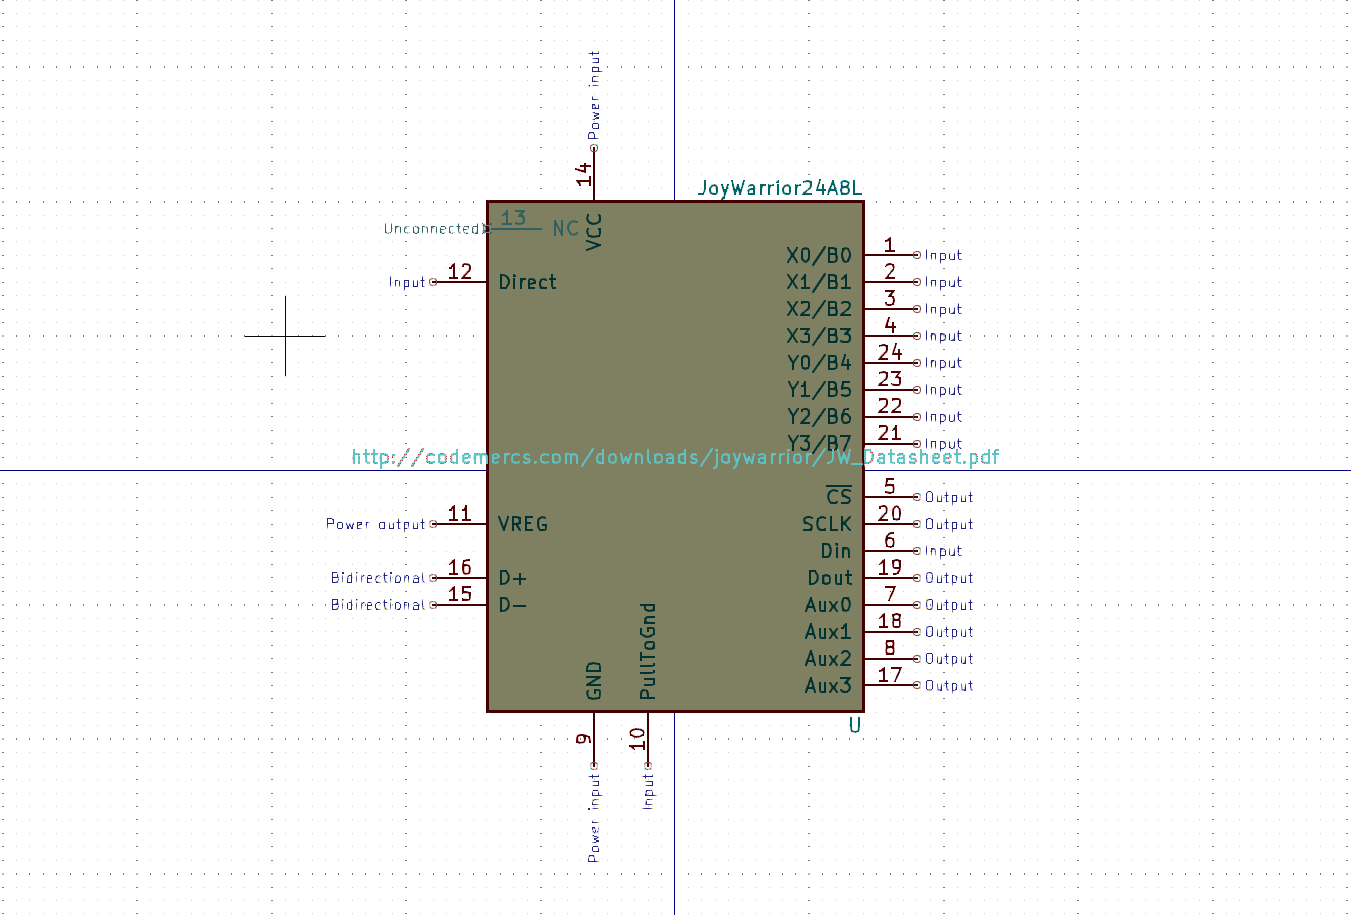 Power input
14
JoyWarrior24A8L
Unconnected 13 NC
VCC
X0/B0 1 Input
Input 12 Direct
X1/B1 2 Input
X2/B2 3 Input
X3/B3 4 Input
Y0/B4 24 Input
Y1/B5 23 Input
Y2/B6 22 Input
Y3/B7 21 Input
http://codemercs.com/downloads/joywarrior/JW_Datasheet.pdf
CS 5 Output
Power output 11 VREG
SCLK 20 Output
Din 6 Input
Bidirectional 16 D+
Dout 19 Output
Bidirectional 15 D-
Aux0 7 Output
Aux1 18 Output
Aux2 8 Output
Aux3 17 Output
GND
PullToGnd
U
9
10
Power input
Input